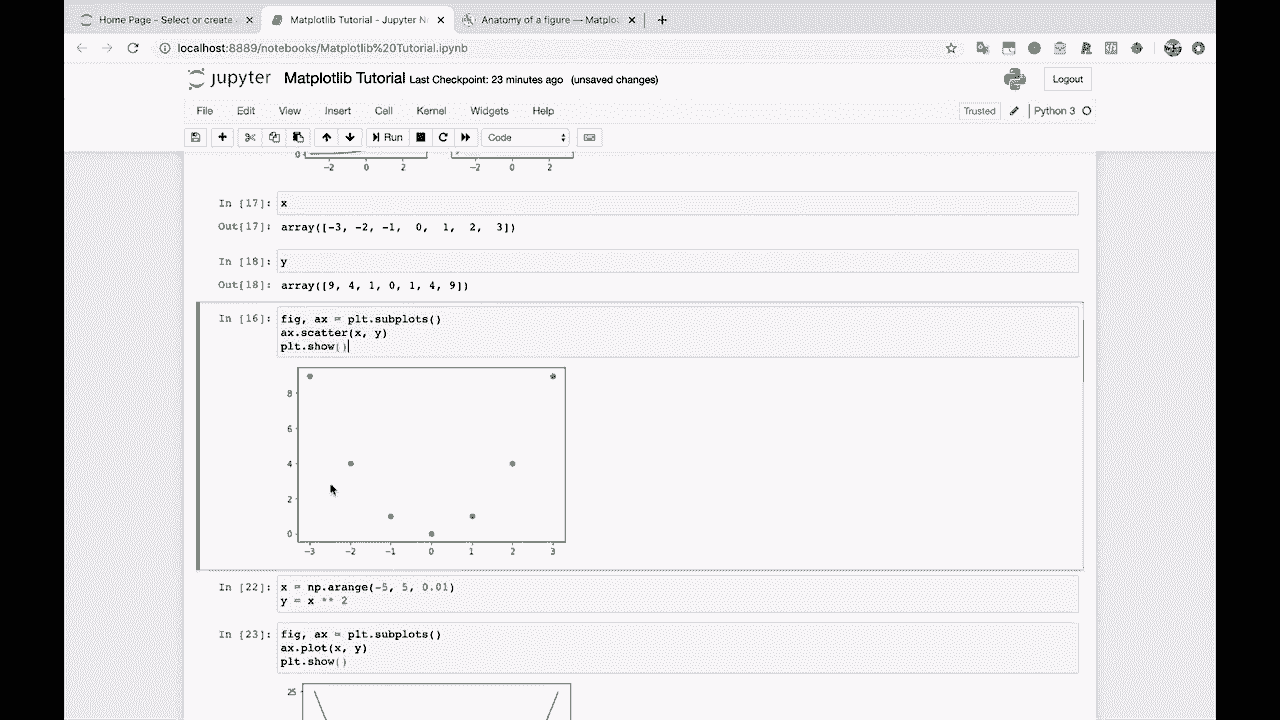 Home Page - Select or create
Matplotlib Tutorial - Jupyter N
Anatomy of a figure — Matplo
localhost:8889/notebooks/Matplotlib%20Tutorial.ipynb
jupyter Matplotlib Tutorial Last Checkpoint: 23 minutes ago (unsaved changes)
Logout
File Edit View Insert Cell Kernel Widgets Help
Trusted Python 3
Run Code
0
−2 0 2 −2 0 2
In [17]: x
Out[17]: array([-3, -2, -1, 0, 1, 2, 3])
In [18]: y
Out[18]: array([9, 4, 1, 0, 1, 4, 9])
In [16]: fig, ax = plt.subplots()
ax.scatter(x, y)
plt.show()
8
6
4
2
0
−3 −2 −1 0 1 2 3
In [22]: x = np.arange(-5, 5, 0.01)
y = x ** 2
In [23]: fig, ax = plt.subplots()
ax.plot(x, y)
plt.show()
25